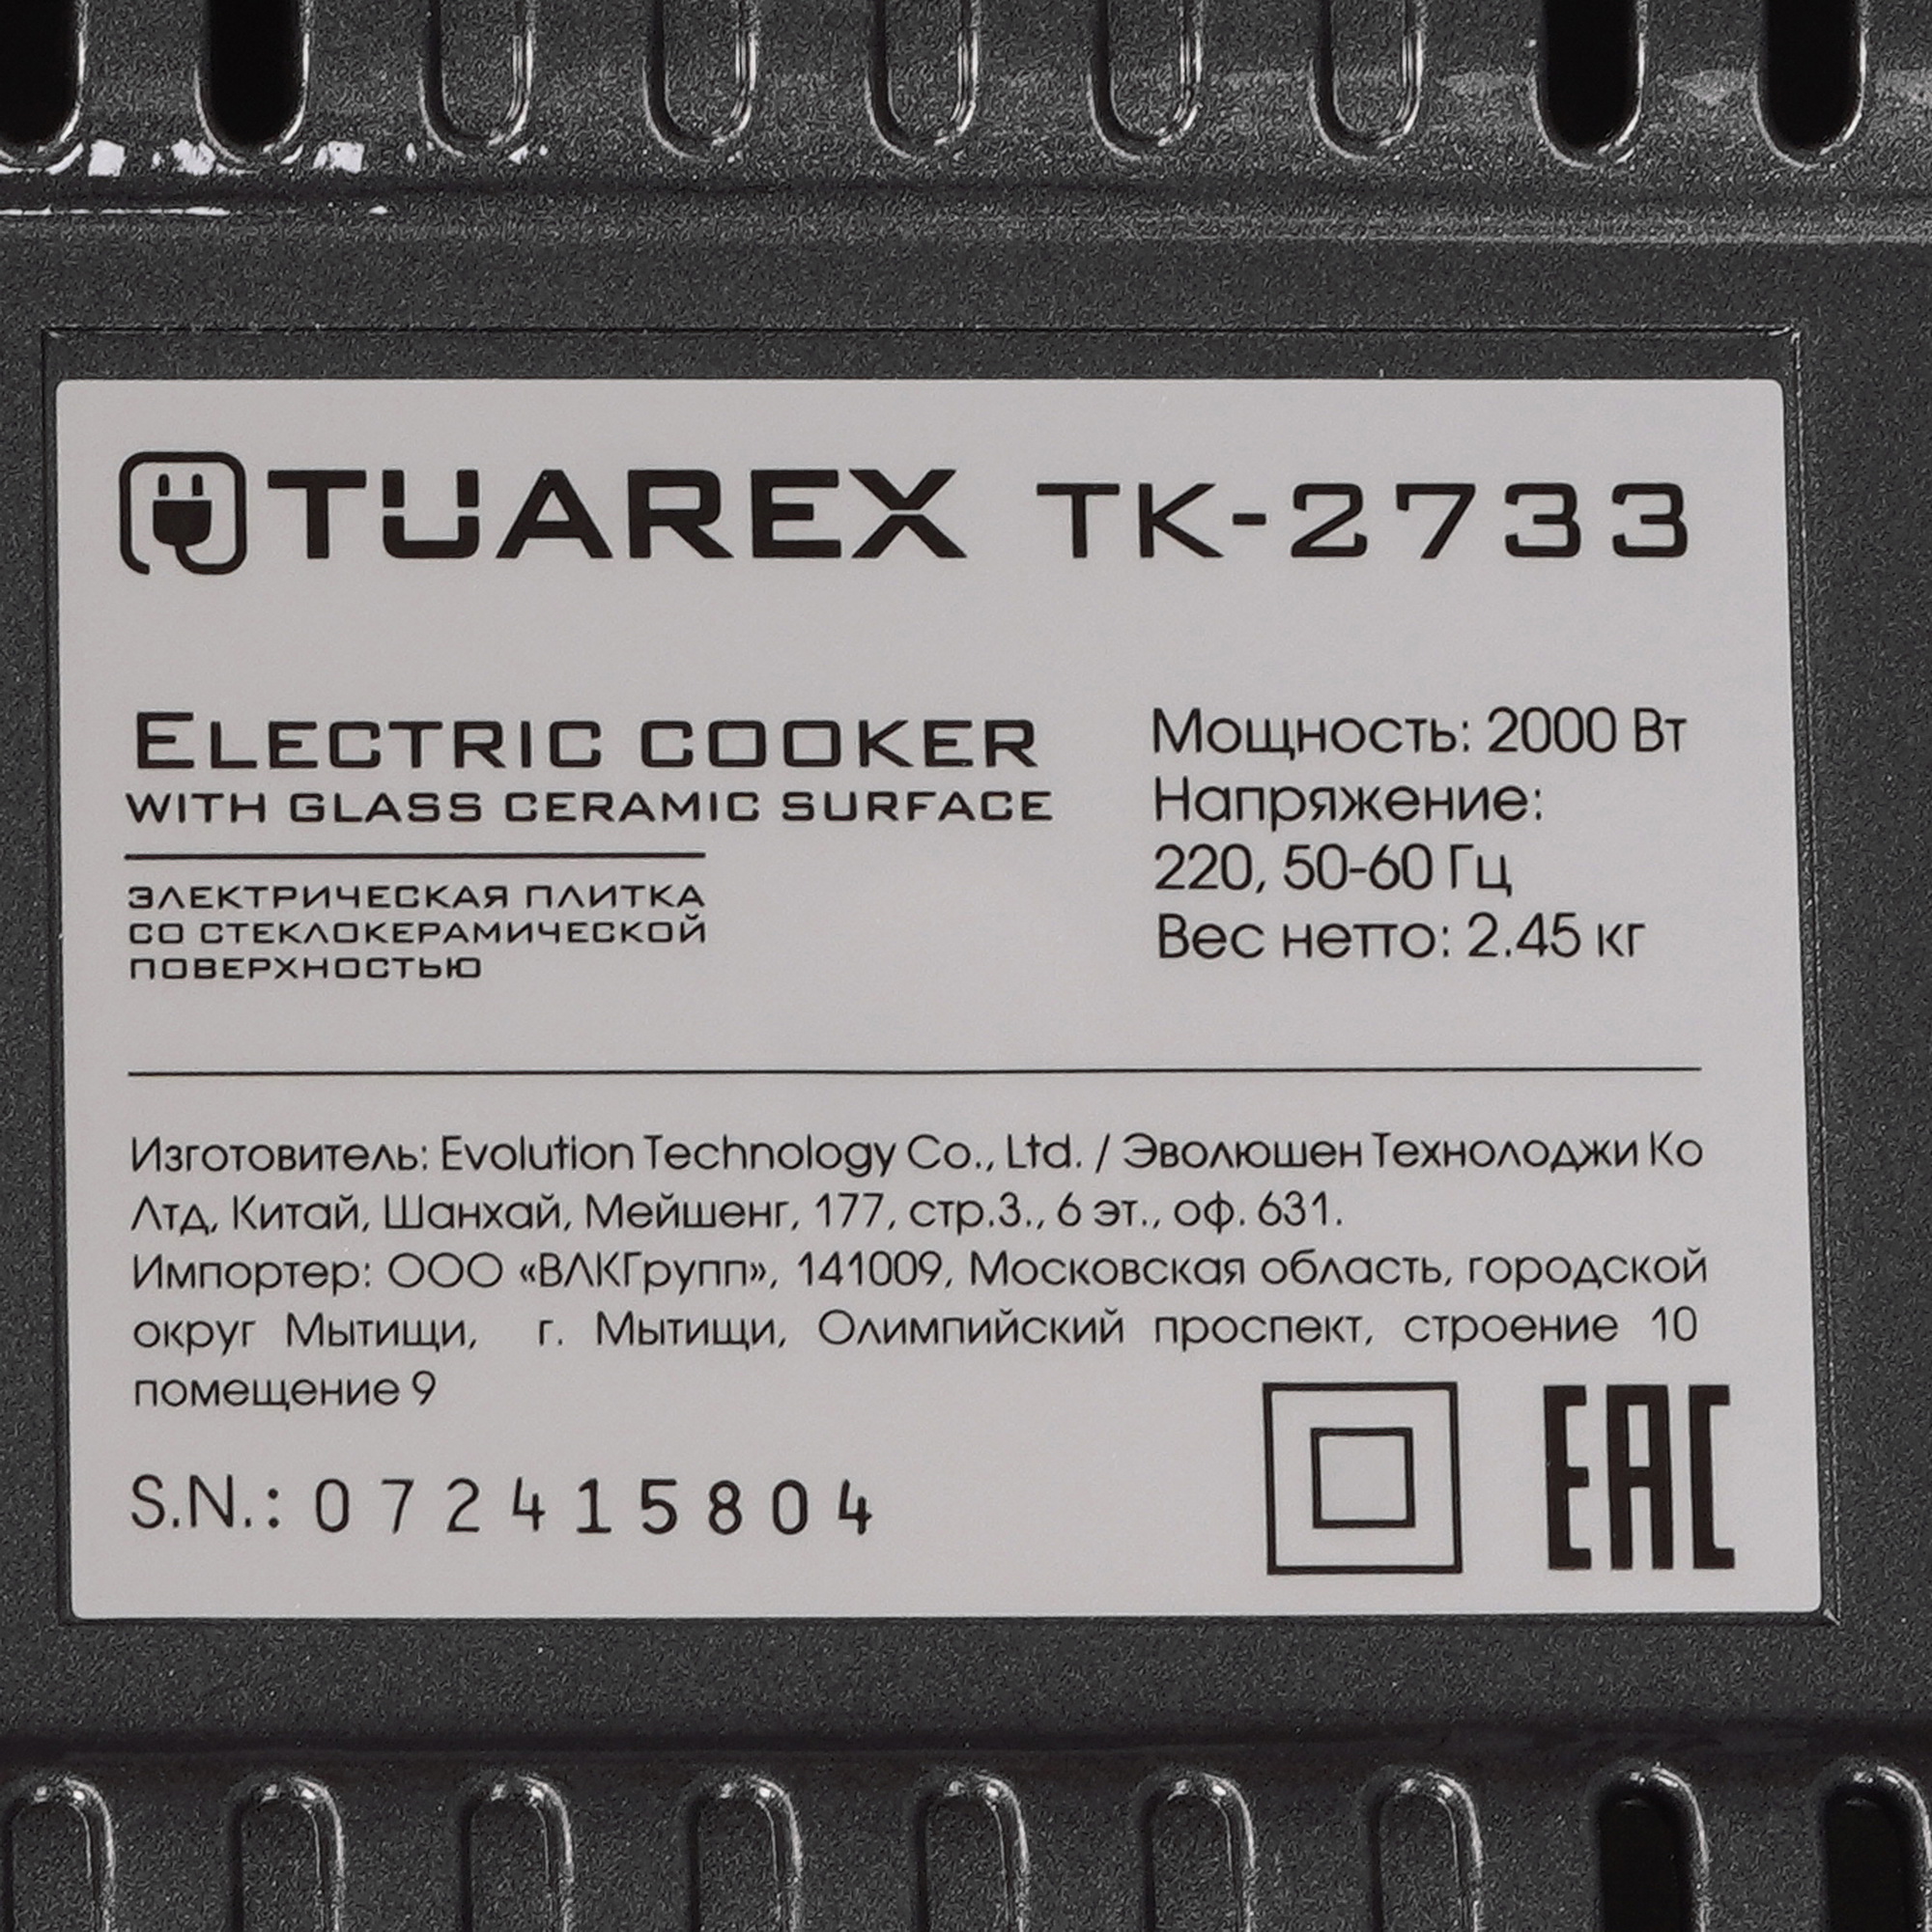 TUAREX TK-2733
ELECTRIC COOKER
WITH GLASS CERAMIC SURFACE
ЭЛЕКТРИЧЕСКАЯ ПЛИТКА
СО СТЕКЛОКЕРАМИЧЕСКОЙ
ПОВЕРХНОСТЬЮ
Мощность: 2000 Вт
Напряжение:
220, 50-60 Гц
Вес нетто: 2.45 кг
Изготовитель: Evolution Technology Co., Ltd. / Эволюшен Технолоджи Ко
Лтд, Китай, Шанхай, Мейшенг, 177, стр.3., 6 эт., оф. 631.
Импортер: ООО «ВЛКГрупп», 141009, Московская область, городской
округ Мытищи, г. Мытищи, Олимпийский проспект, строение 10
помещение 9
S.N.: 072415804
EAC